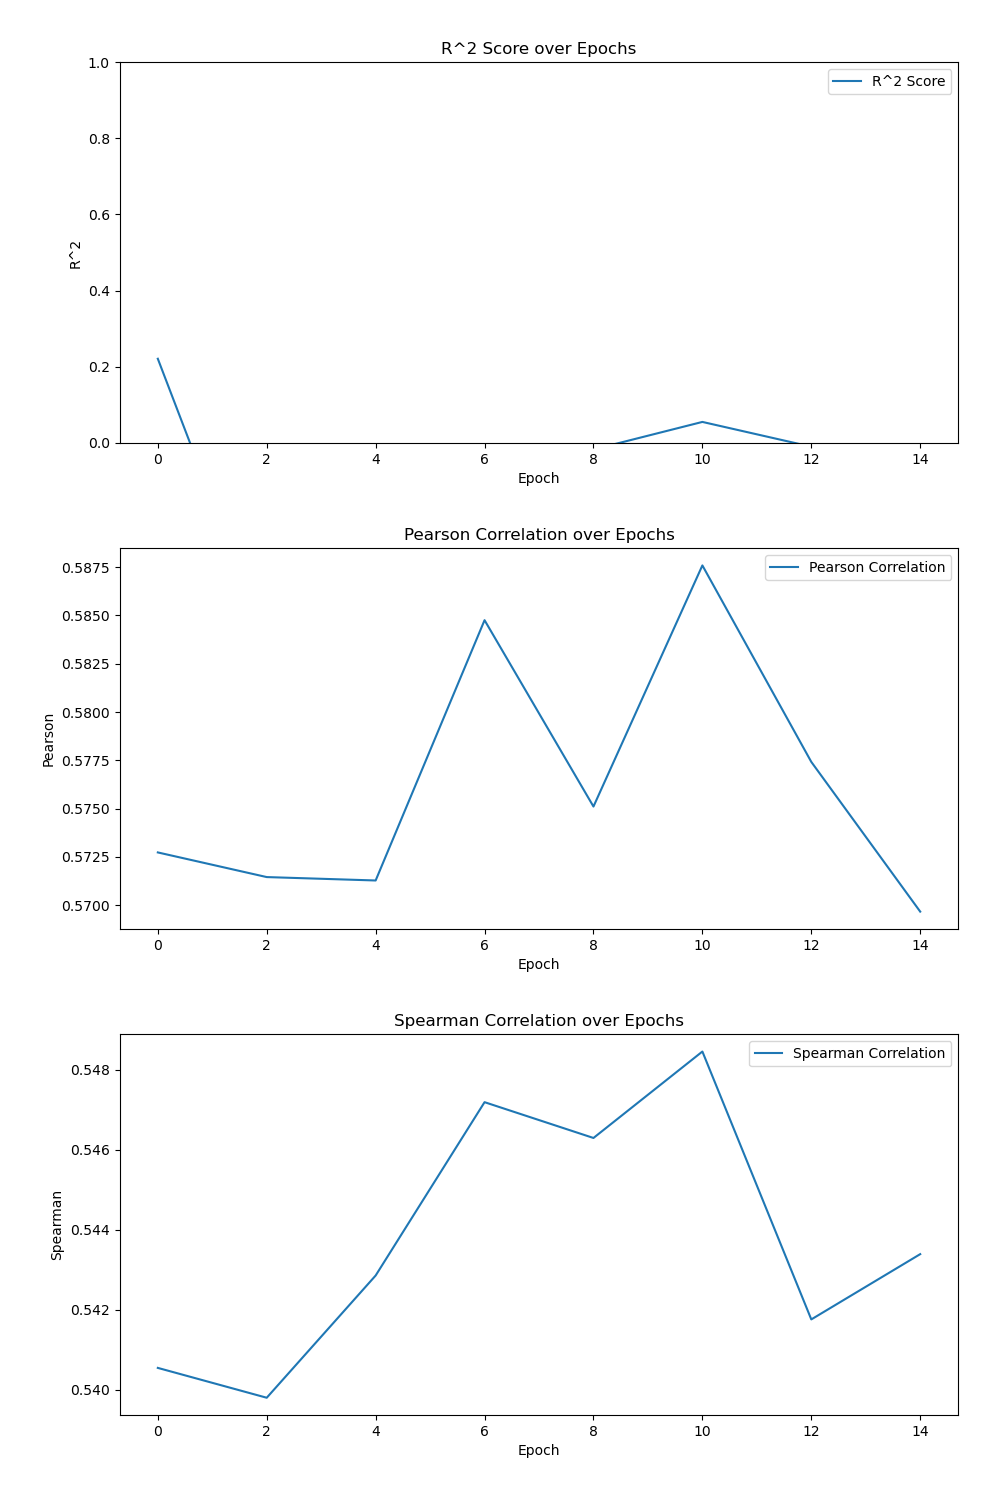 R^2 Score over Epochs
1.0
0.8
0.6
0.4
0.2
0.0
R^2
R^2 Score
0 2 4 6 8 10 12 14
Epoch
Pearson Correlation over Epochs
0.5875
0.5850
0.5825
0.5800
0.5775
0.5750
0.5725
0.5700
Pearson
Pearson Correlation
0 2 4 6 8 10 12 14
Epoch
Spearman Correlation over Epochs
0.548
0.546
0.544
0.542
0.540
Spearman
Spearman Correlation
0 2 4 6 8 10 12 14
Epoch